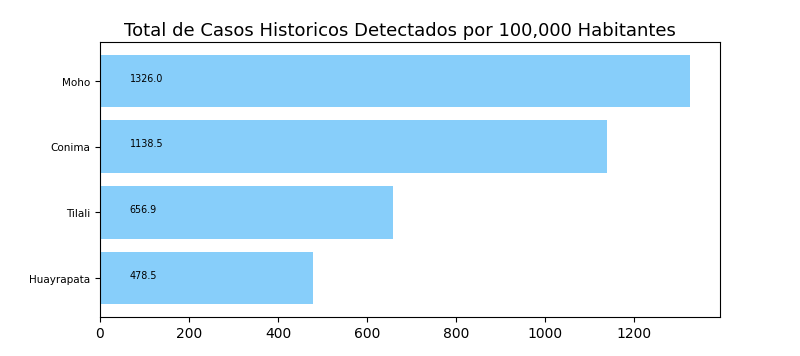 Total de Casos Historicos Detectados por 100,000 Habitantes
Moho 1326.0
Conima 1138.5
Tilali 656.9
Huayrapata 478.5
0 200 400 600 800 1000 1200